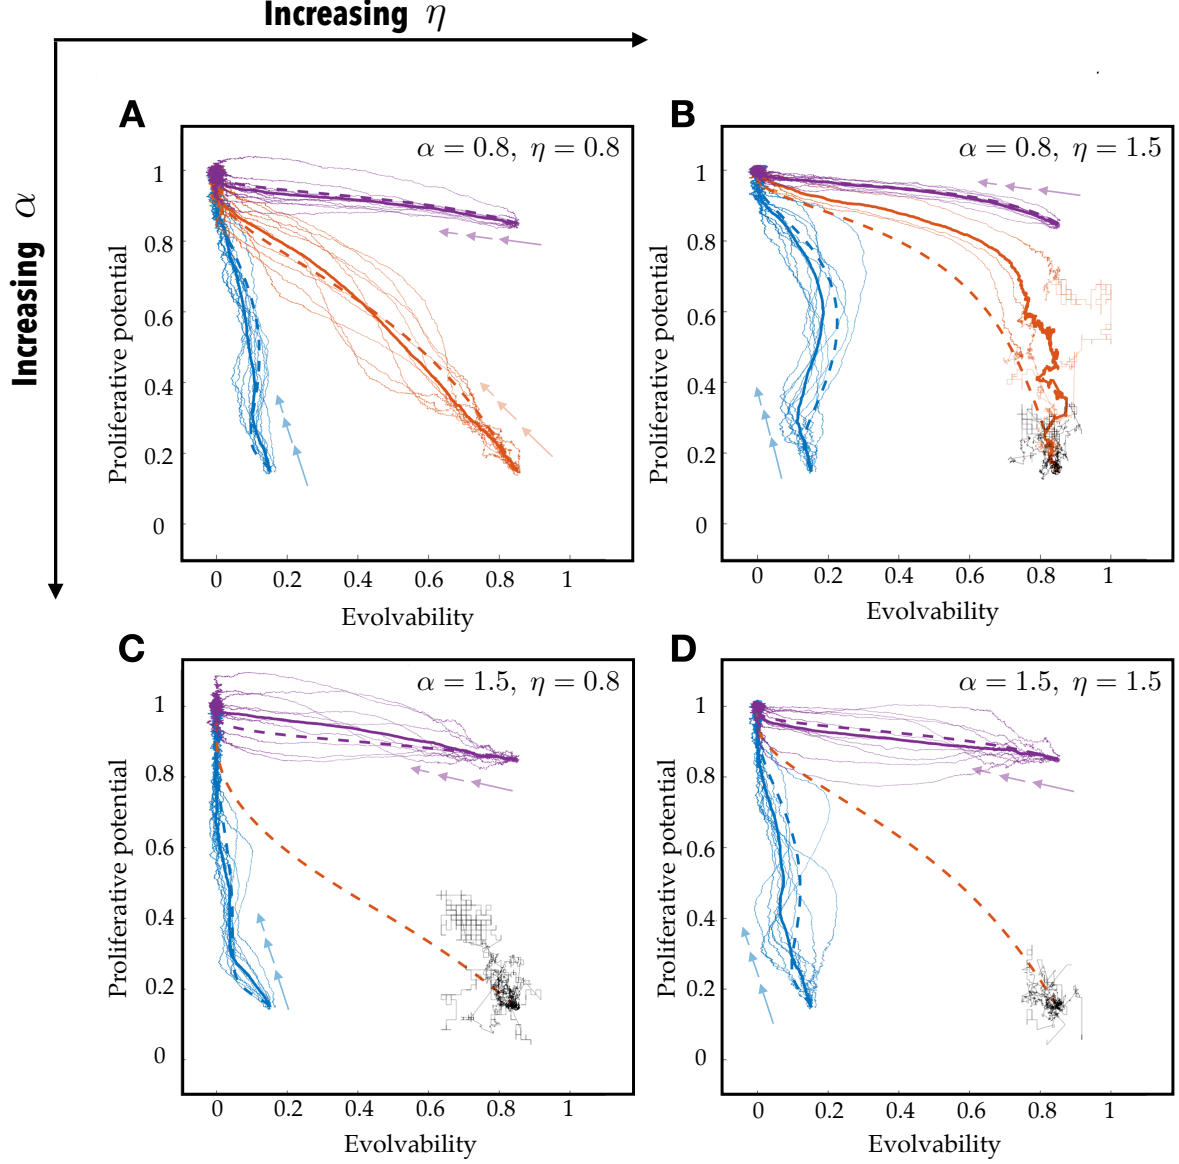 Increasing η
Increasing α
A
α = 0.8, η = 0.8
Proliferative potential
1
0.8
0.6
0.4
0.2
0
0 0.2 0.4 0.6 0.8 1
Evolvability
B
α = 0.8, η = 1.5
Proliferative potential
1
0.8
0.6
0.4
0.2
0
0 0.2 0.4 0.6 0.8 1
Evolvability
C
α = 1.5, η = 0.8
Proliferative potential
1
0.8
0.6
0.4
0.2
0
0 0.2 0.4 0.6 0.8 1
Evolvability
D
α = 1.5, η = 1.5
Proliferative potential
1
0.8
0.6
0.4
0.2
0
0 0.2 0.4 0.6 0.8 1
Evolvability